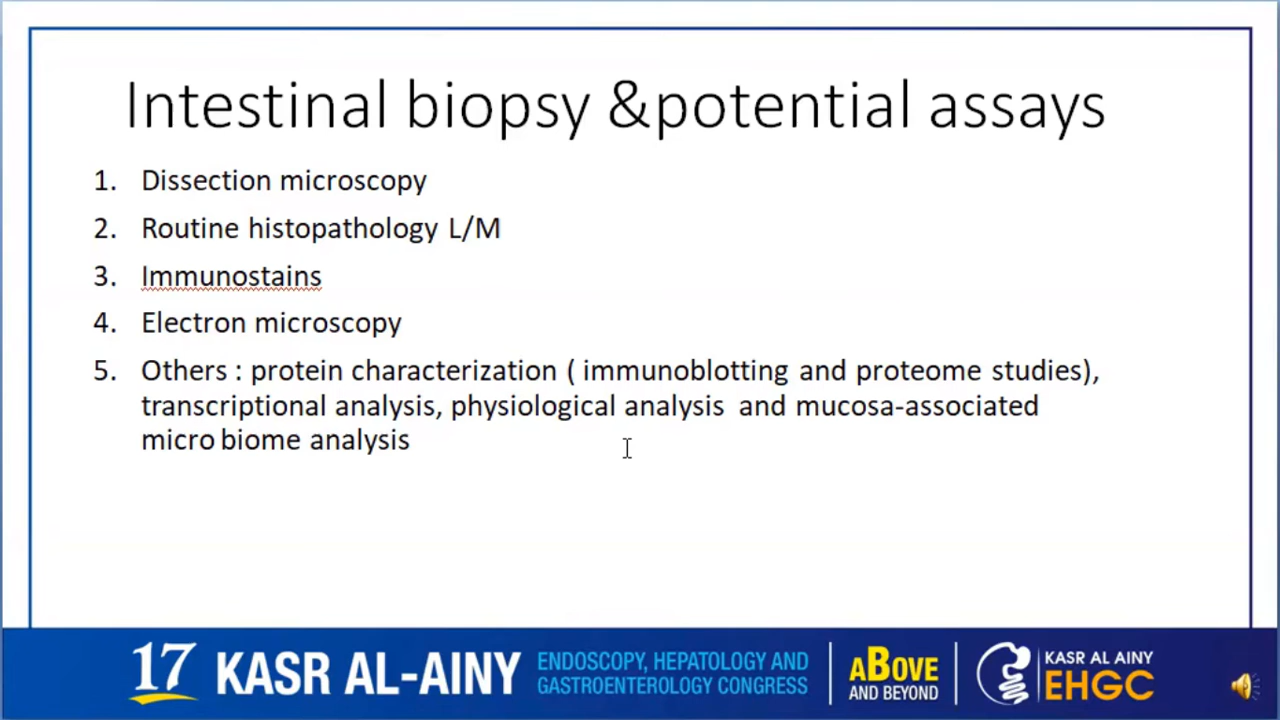 Intestinal biopsy &potential assays
1. Dissection microscopy
2. Routine histopathology L/M
3. Immunostains
4. Electron microscopy
5. Others : protein characterization ( immunoblotting and proteome studies),
transcriptional analysis, physiological analysis and mucosa-associated
micro biome analysis
17 KASR AL-AINY
ENDOSCOPY, HEPATOLOGY AND
GASTROENTEROLOGY CONGRESS
ABOVE
AND BEYOND
KASR AL AINY
EHGC